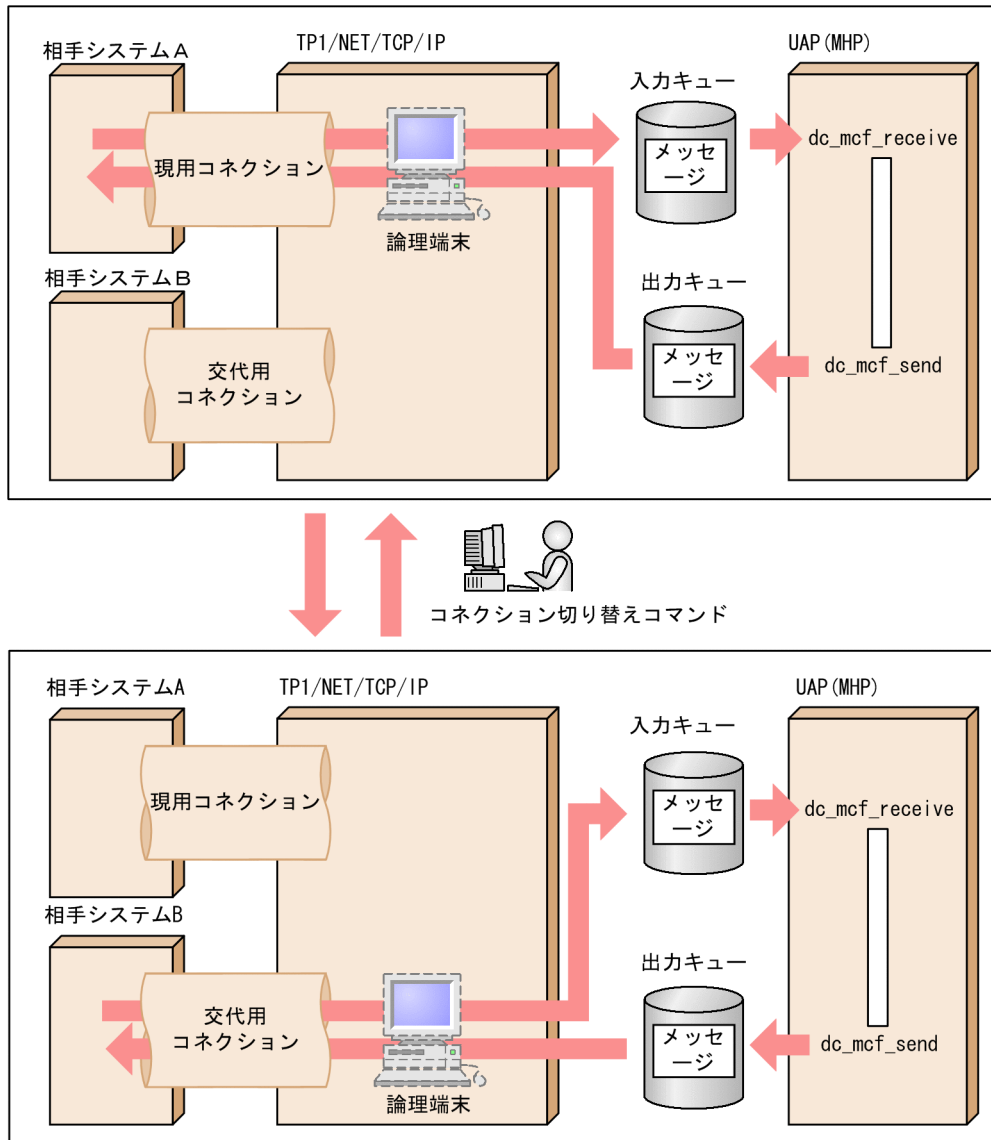 相手システムＡ
TP1/NET/TCP/IP
UAP(MHP)
入力キュー
メッセ
ージ
dc_mcf_receive
現用コネクション
論理端末
相手システムＢ
出力キュー
メッセ
ージ
dc_mcf_send
交代用
コネクション
コネクション切り替えコマンド
相手システムA
TP1/NET/TCP/IP
UAP(MHP)
入力キュー
メッセ
ージ
dc_mcf_receive
現用コネクション
相手システムB
出力キュー
交代用
コネクション
メッセ
ージ
dc_mcf_send
論理端末